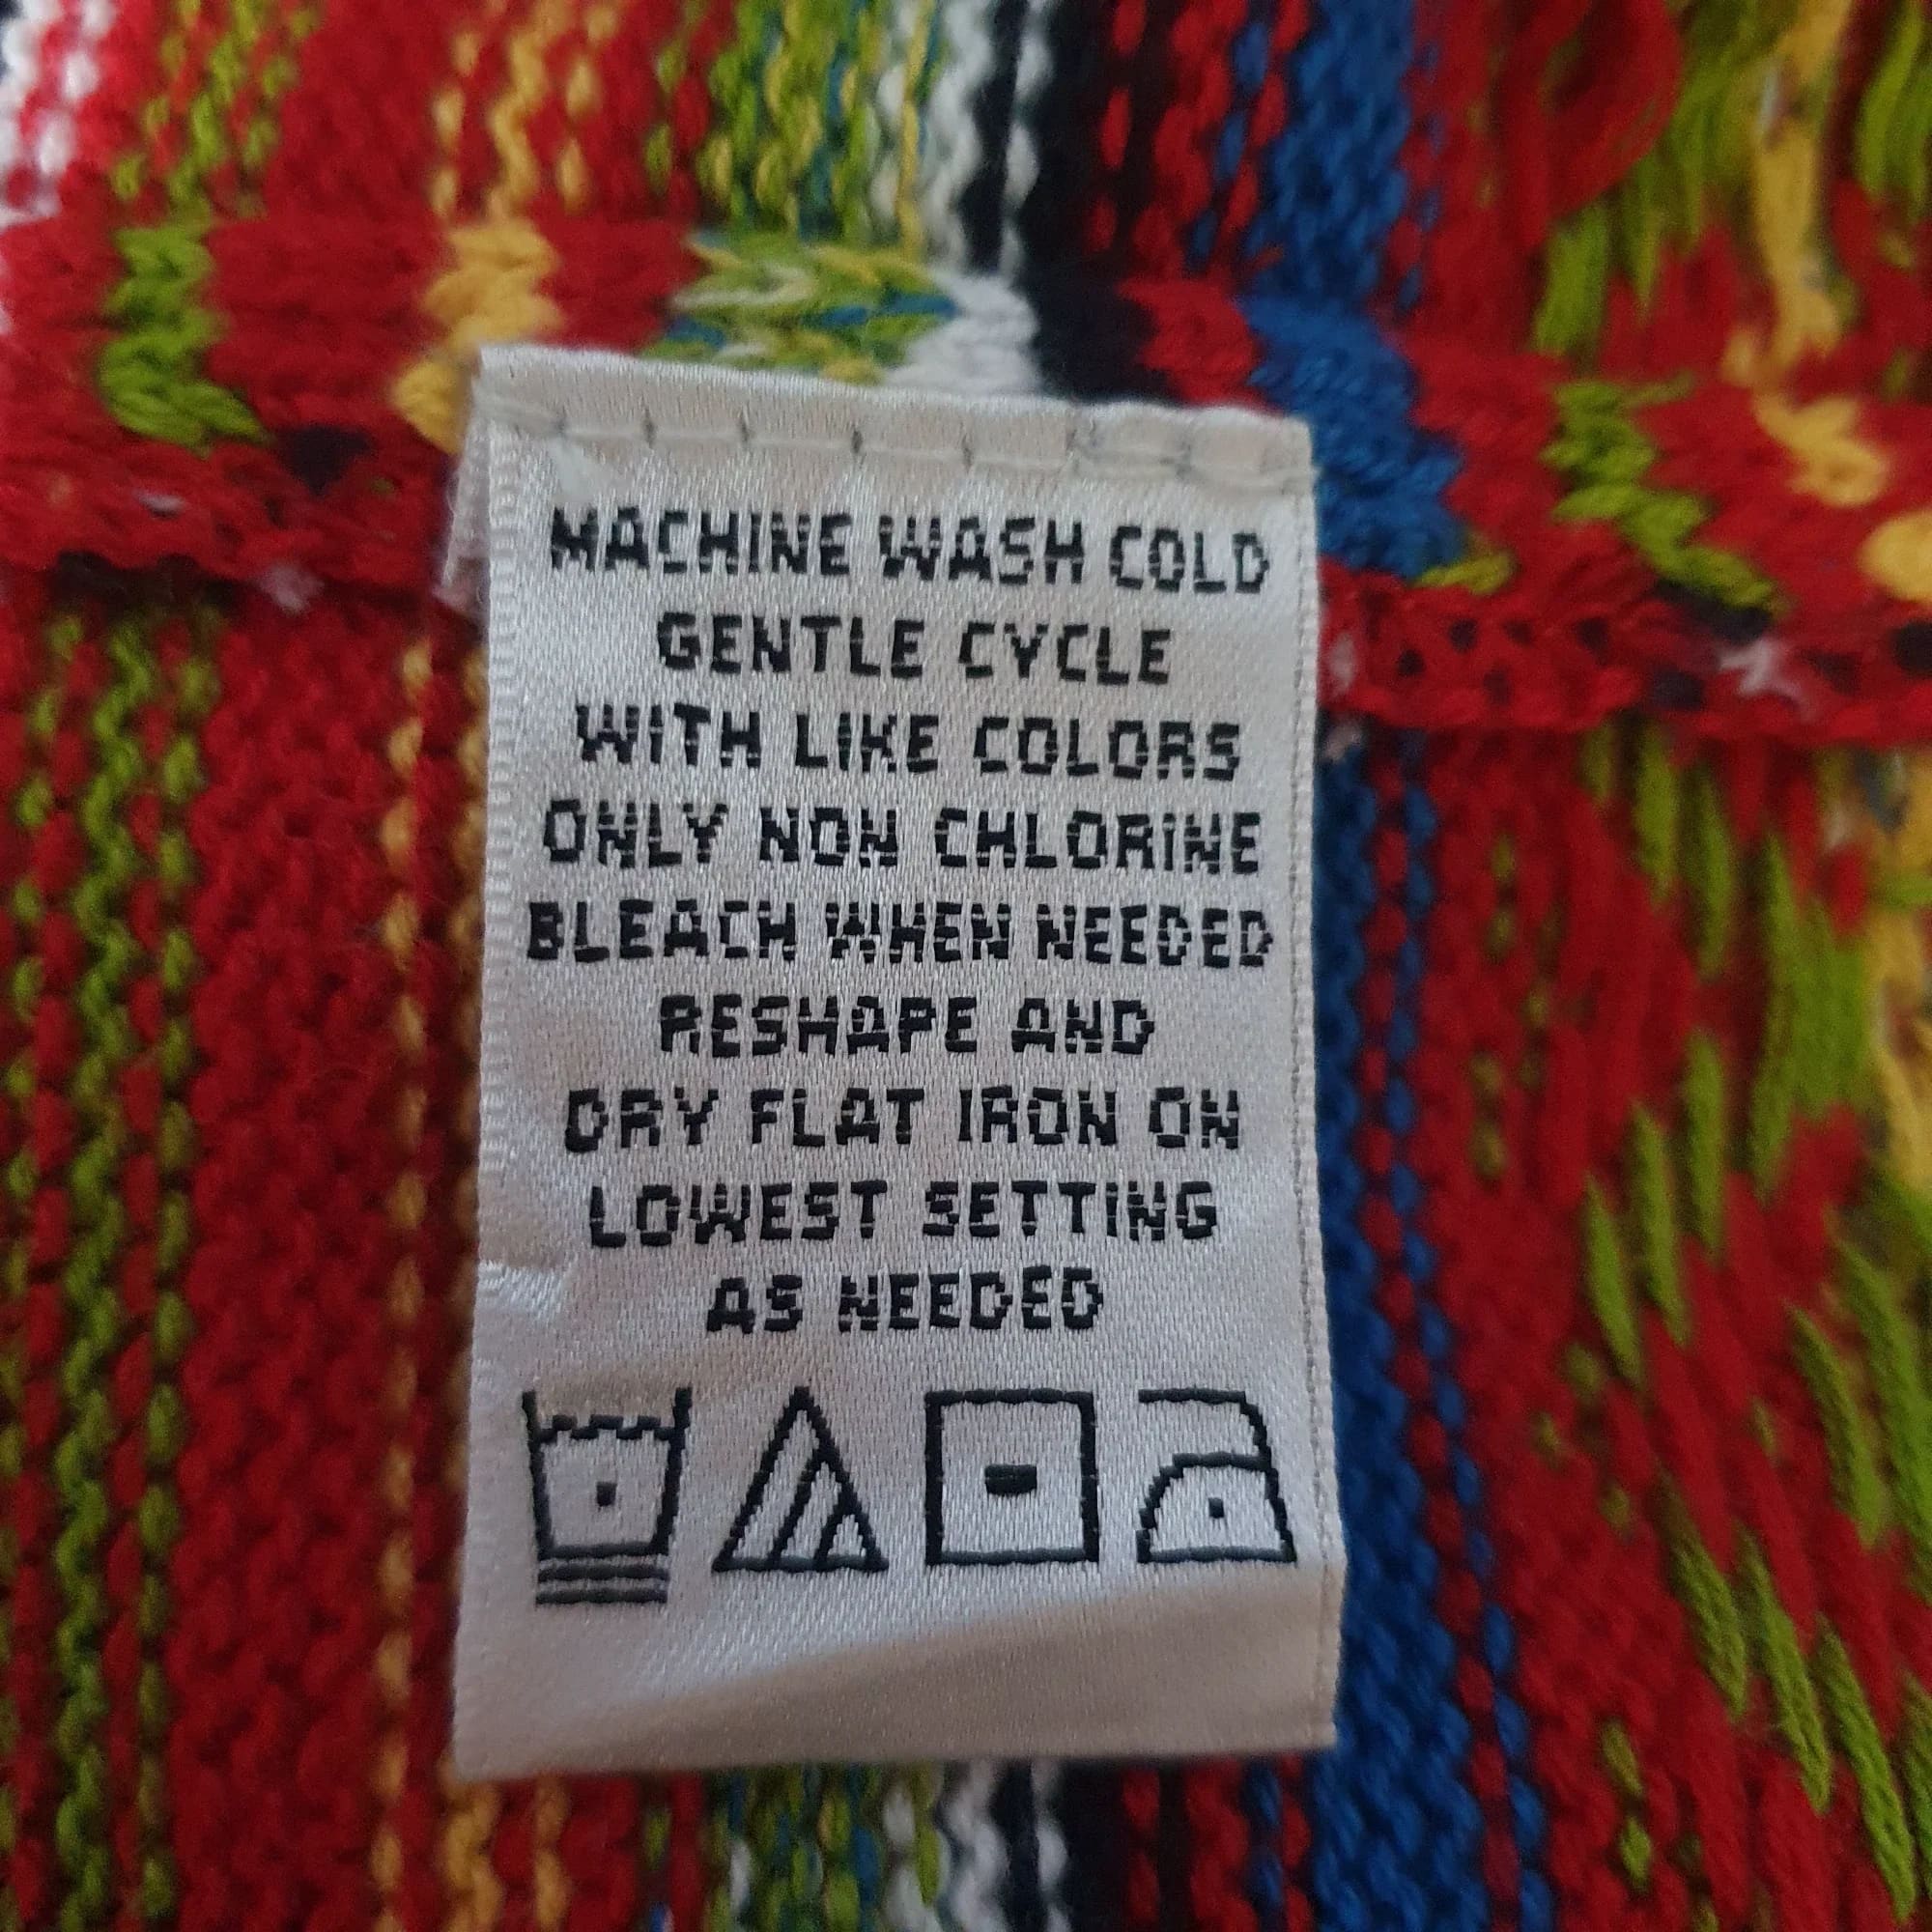 MACHINE WASH COLD
GENTLE CYCLE
WITH LIKE COLORS
ONLY NON CHLORINE
BLEACH WHEN NEEDED
RESHAPE AND
DRY FLAT IRON ON
LOWEST SETTING
AS NEEDED